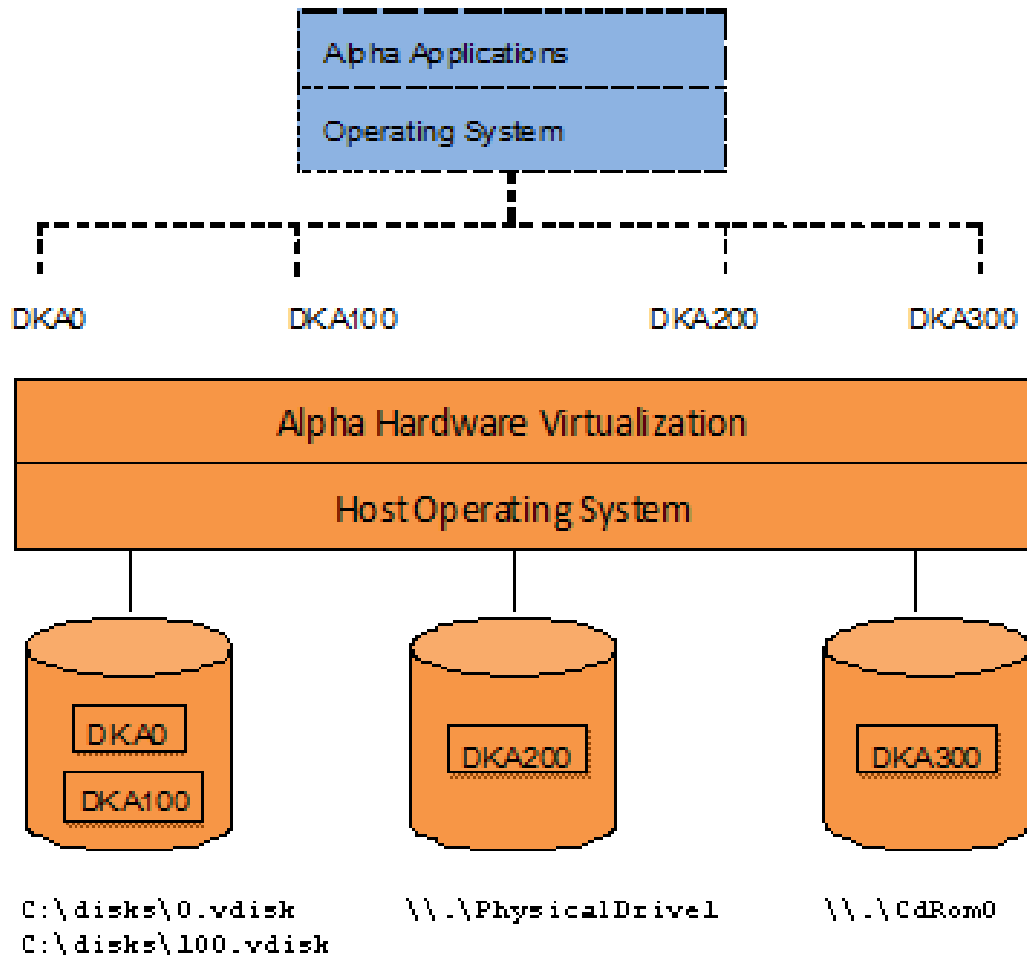 Alpha Applications
Operating System
DKA0 DKA100 DKA200 DKA300
Alpha Hardware Virtualization
Host Operating System
DKA0
DKA100
DKA200
DKA300
C:\disks\0.vdisk
C:\disks\100.vdisk
\\.\PhysicalDrive1
\\.\CdRom0